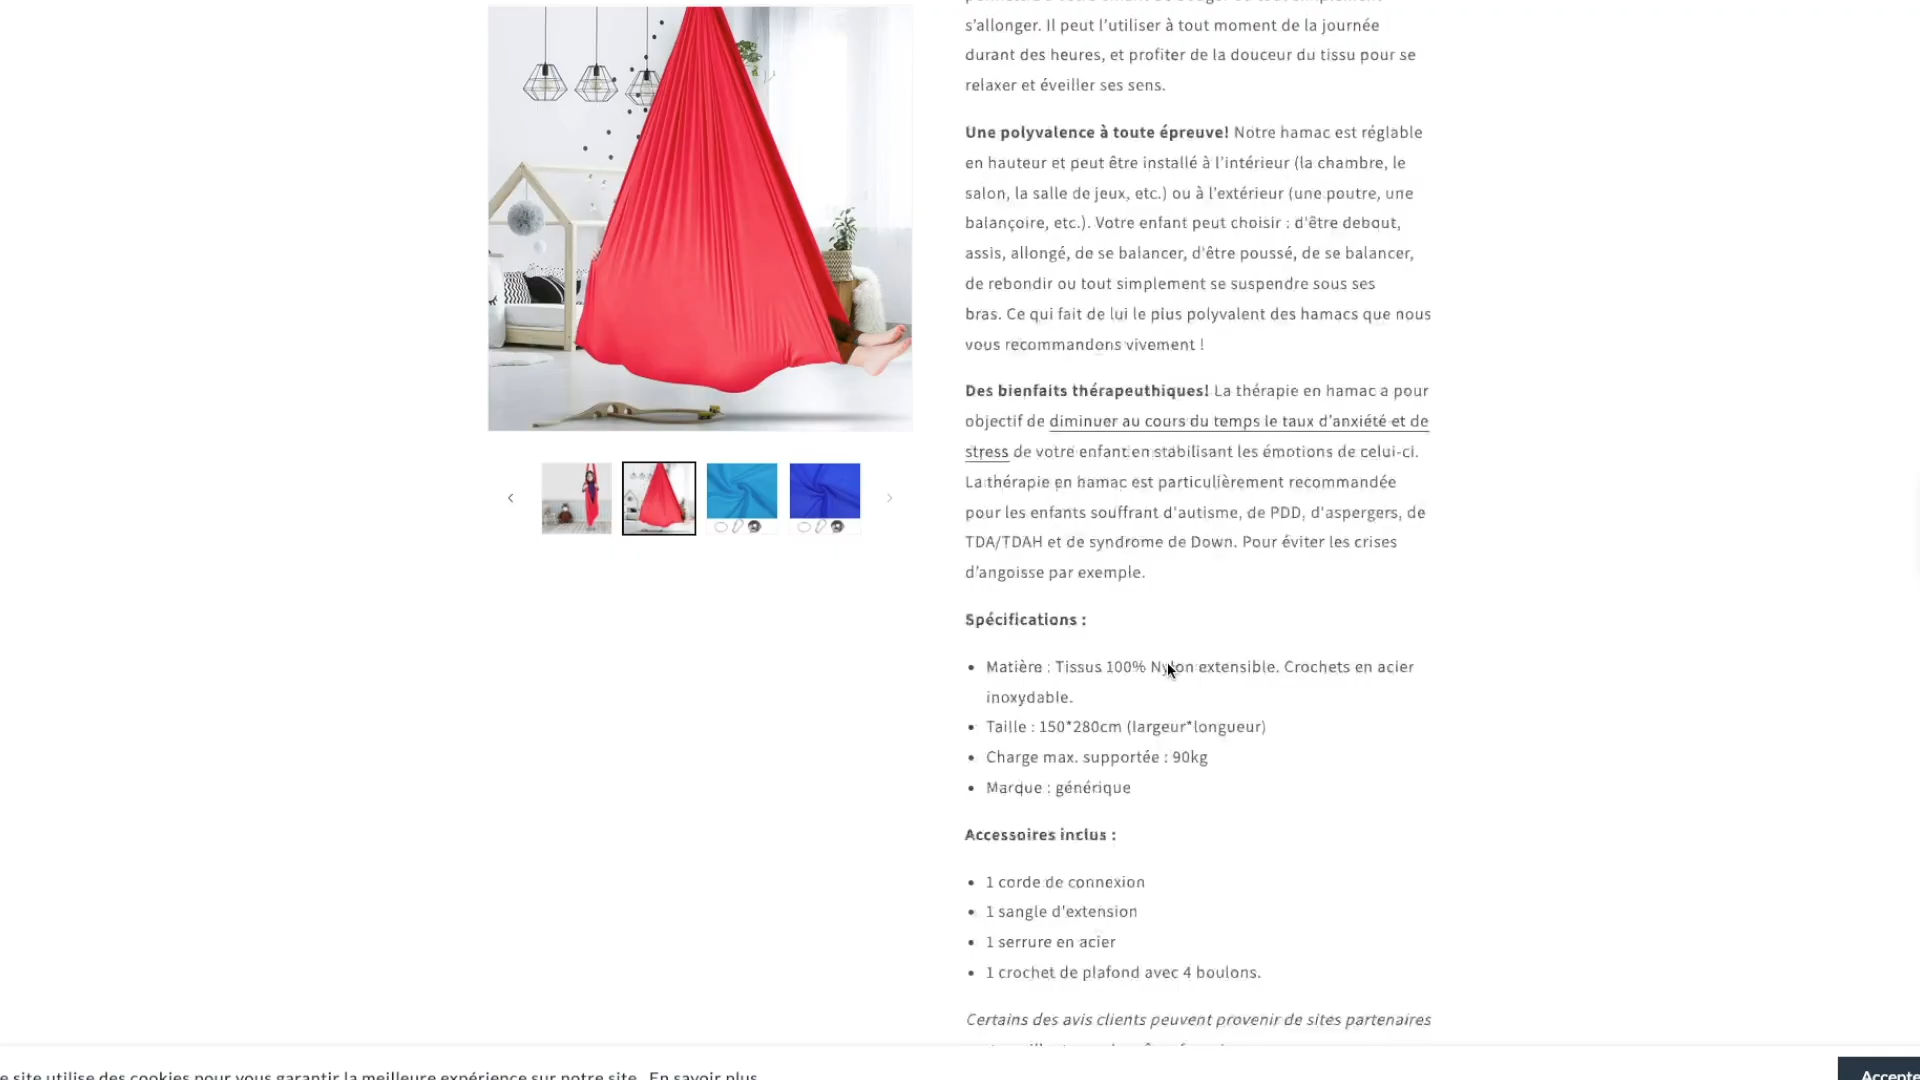 s’allonger. Il peut l’utiliser à tout moment de la journée
durant des heures, et profiter de la douceur du tissu pour se
relaxer et éveiller ses sens.
Une polyvalence à toute épreuve! Notre hamac est réglable
en hauteur et peut être installé à l’intérieur (la chambre, le
salon, la salle de jeux, etc.) ou à l’extérieur (une poutre, une
balançoire, etc.). Votre enfant peut choisir : d'être debout,
assis, allongé, de se balancer, d'être poussé, de se balancer,
de rebondir ou tout simplement se suspendre sous ses
bras. Ce qui fait de lui le plus polyvalent des hamacs que nous
vous recommandons vivement !
Des bienfaits thérapeuthiques! La thérapie en hamac a pour
objectif de diminuer au cours du temps le taux d’anxiété et de
stress de votre enfant en stabilisant les émotions de celui-ci.
La thérapie en hamac est particulièrement recommandée
pour les enfants souffrant d'autisme, de PDD, d'aspergers, de
TDA/TDAH et de syndrome de Down. Pour éviter les crises
d’angoisse par exemple.
Spécifications :
• Matière : Tissus 100% Nylon extensible. Crochets en acier
inoxydable.
• Taille : 150*280cm (largeur*longueur)
• Charge max. supportée : 90kg
• Marque : générique
Accessoires inclus :
• 1 corde de connexion
• 1 sangle d'extension
• 1 serrure en acier
• 1 crochet de plafond avec 4 boulons.
Certains des avis clients peuvent provenir de sites partenaires
e site utilise des cookies pour vous garantir la meilleure expérience sur notre site. En savoir plus
Accepte